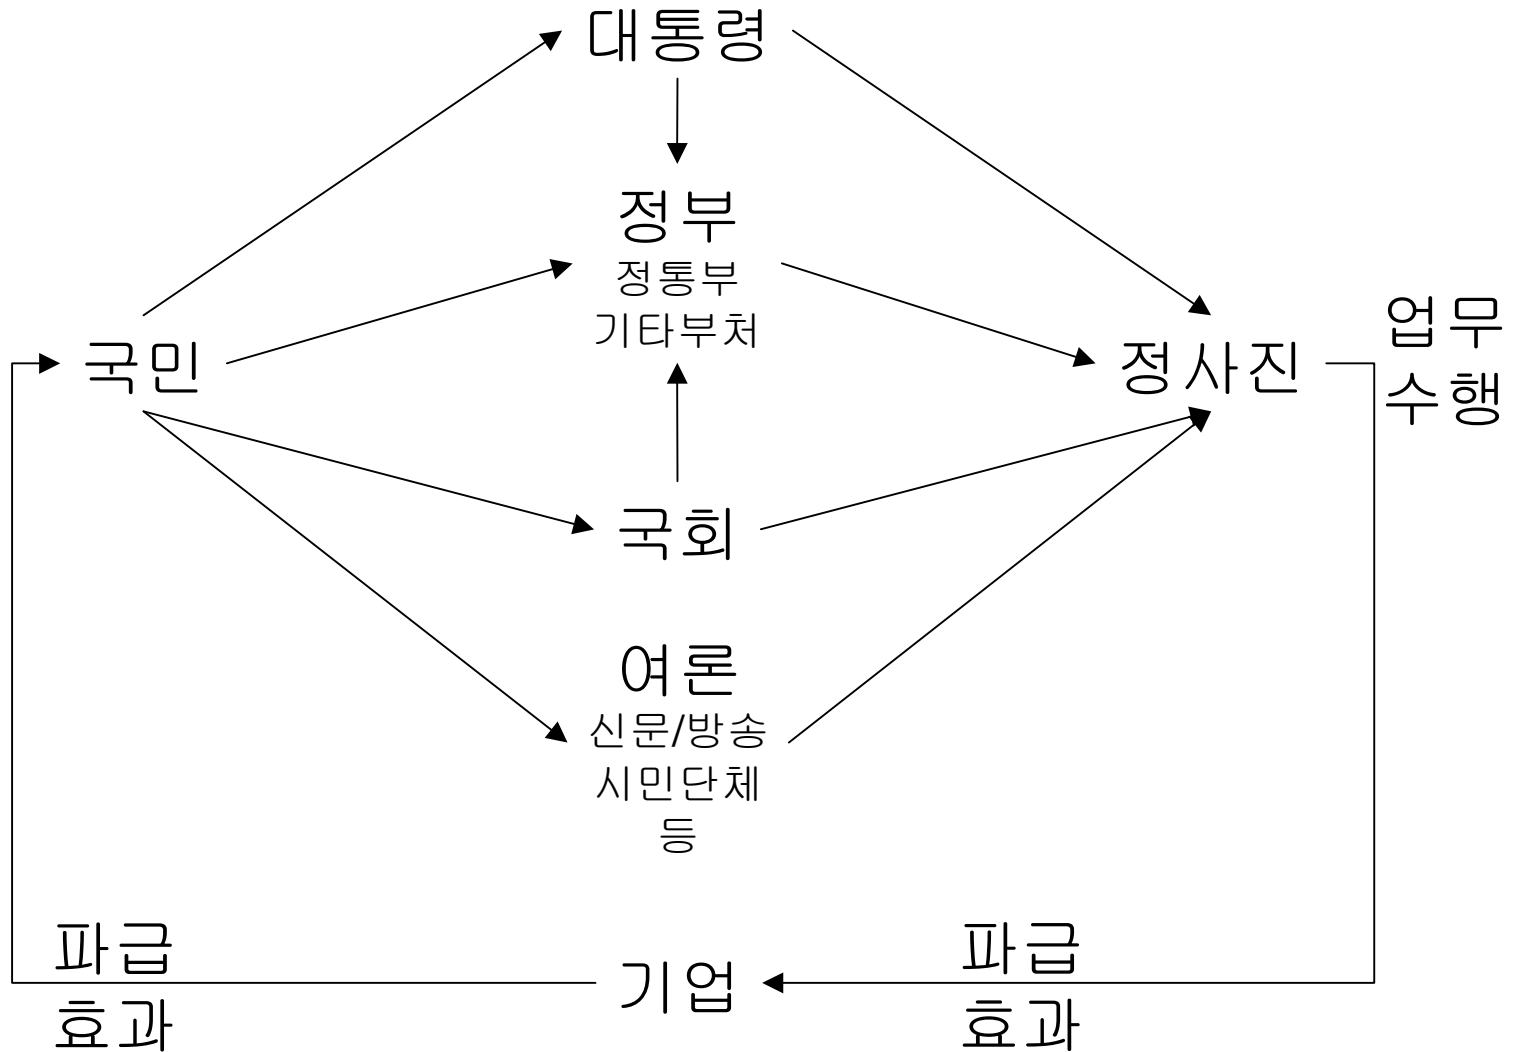 대통령
정부
정통부
기타부처
국민
정사진
업무
수행
국회
여론
신문/방송
시민단체
등
파급
효과
기업
파급
효과